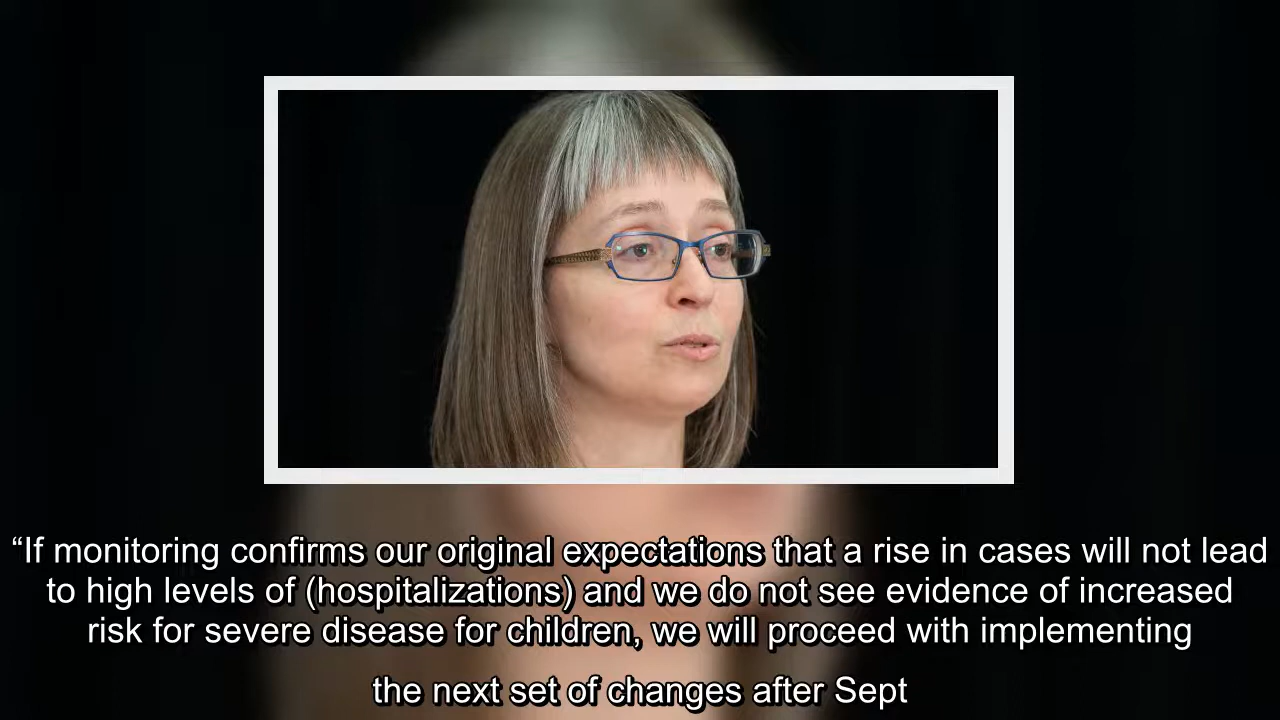 “If monitoring confirms our original expectations that a rise in cases will not lead
to high levels of (hospitalizations) and we do not see evidence of increased
risk for severe disease for children, we will proceed with implementing
the next set of changes after Sept